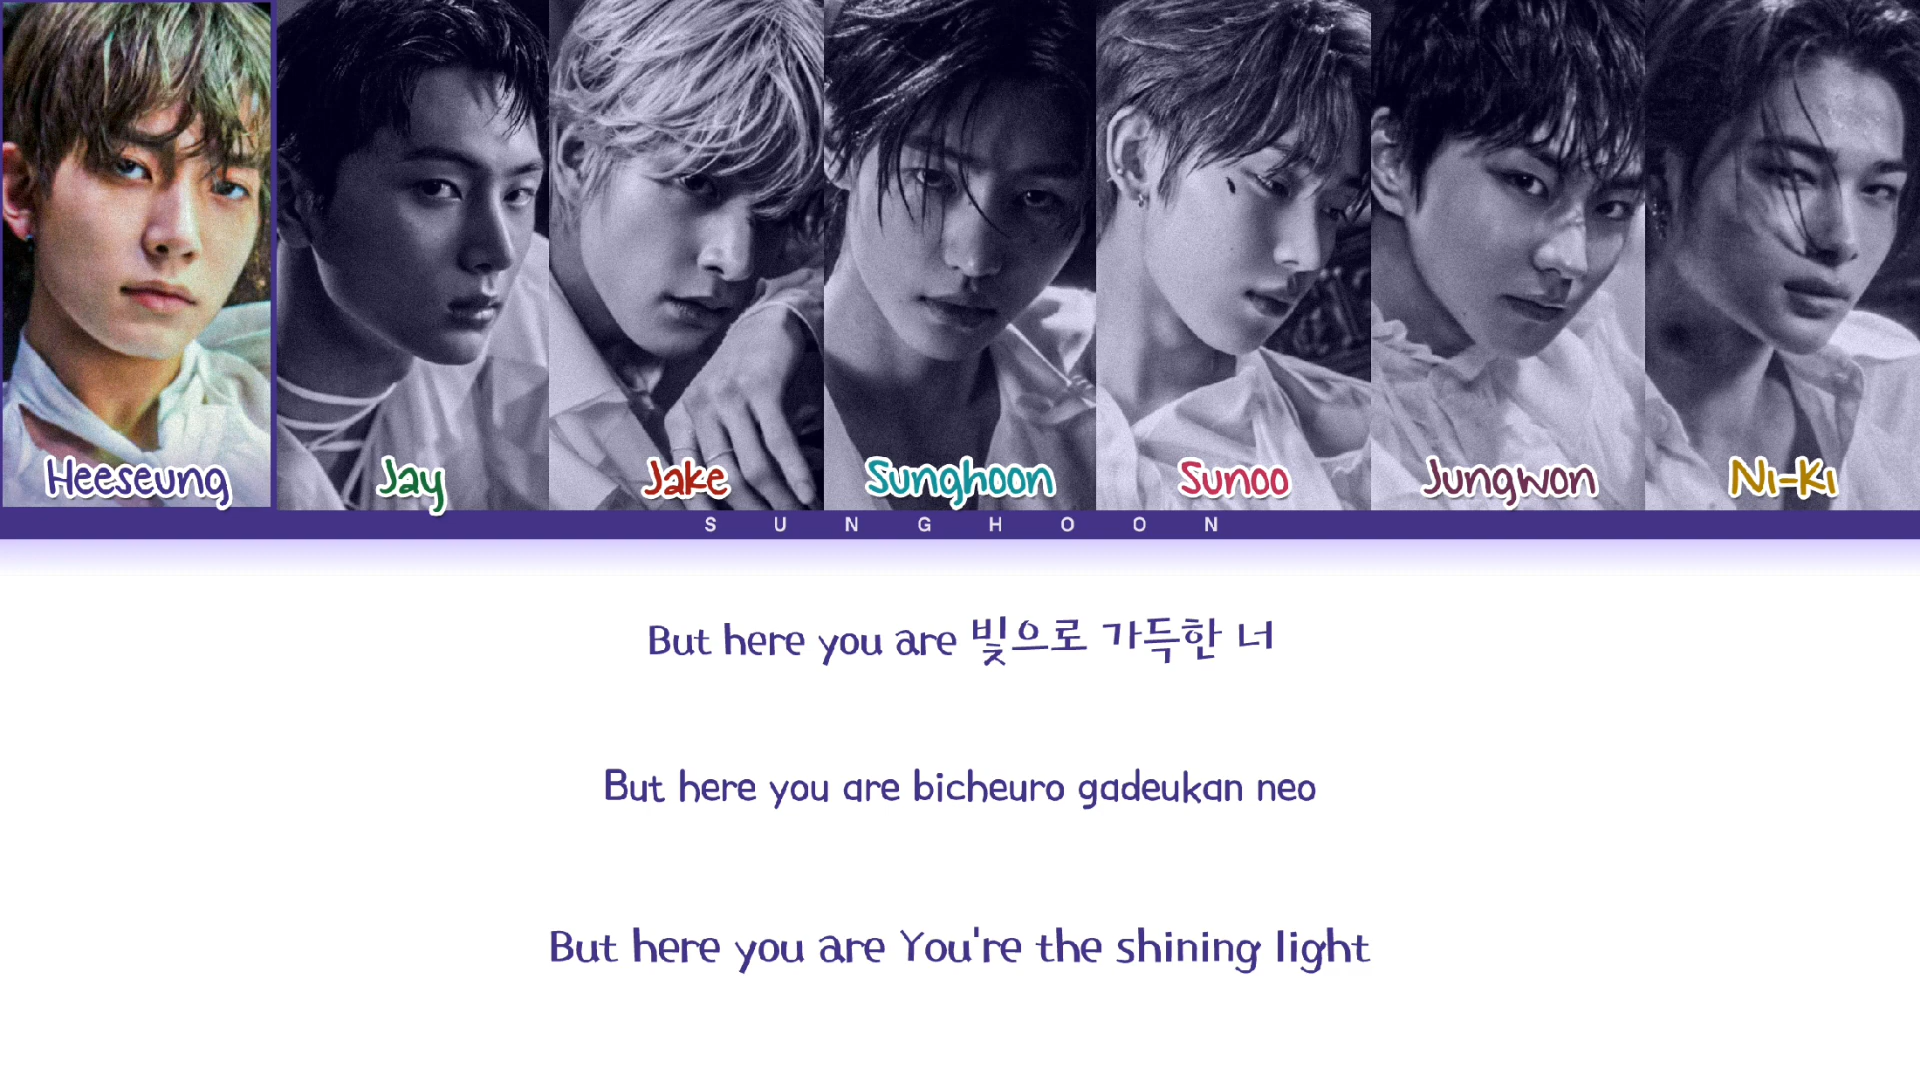 Heeseung Jay Jake Sunghoon Sunoo Jungwon Ni-Ki
SUNGHOON
But here you are 빛으로 가득한 너
But here you are bicheuro gadeukan neo
But here you are You're the shining light